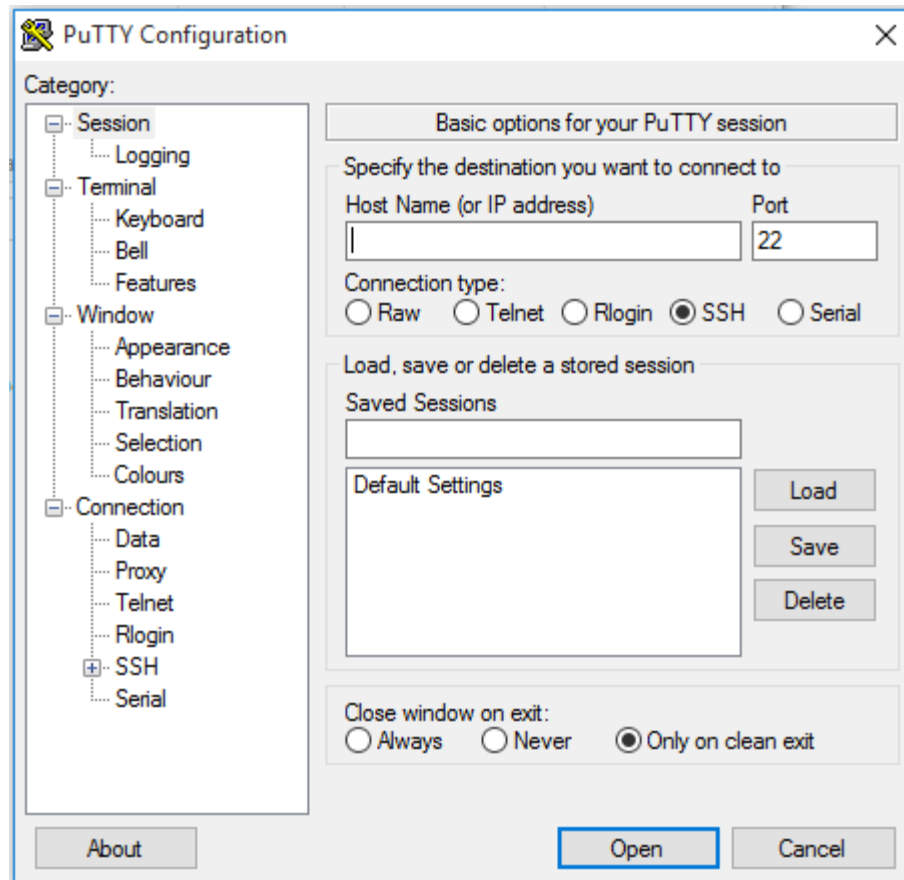 PuTTY Configuration
Category:
Session
Logging
Terminal
Keyboard
Bell
Features
Window
Appearance
Behaviour
Translation
Selection
Colours
Connection
Data
Proxy
Telnet
Rlogin
SSH
Serial
Basic options for your PuTTY session
Specify the destination you want to connect to
Host Name (or IP address) Port
22
Connection type:
Raw Telnet Rlogin SSH Serial
Load, save or delete a stored session
Saved Sessions
Default Settings
Load
Save
Delete
Close window on exit:
Always Never Only on clean exit
About Open Cancel